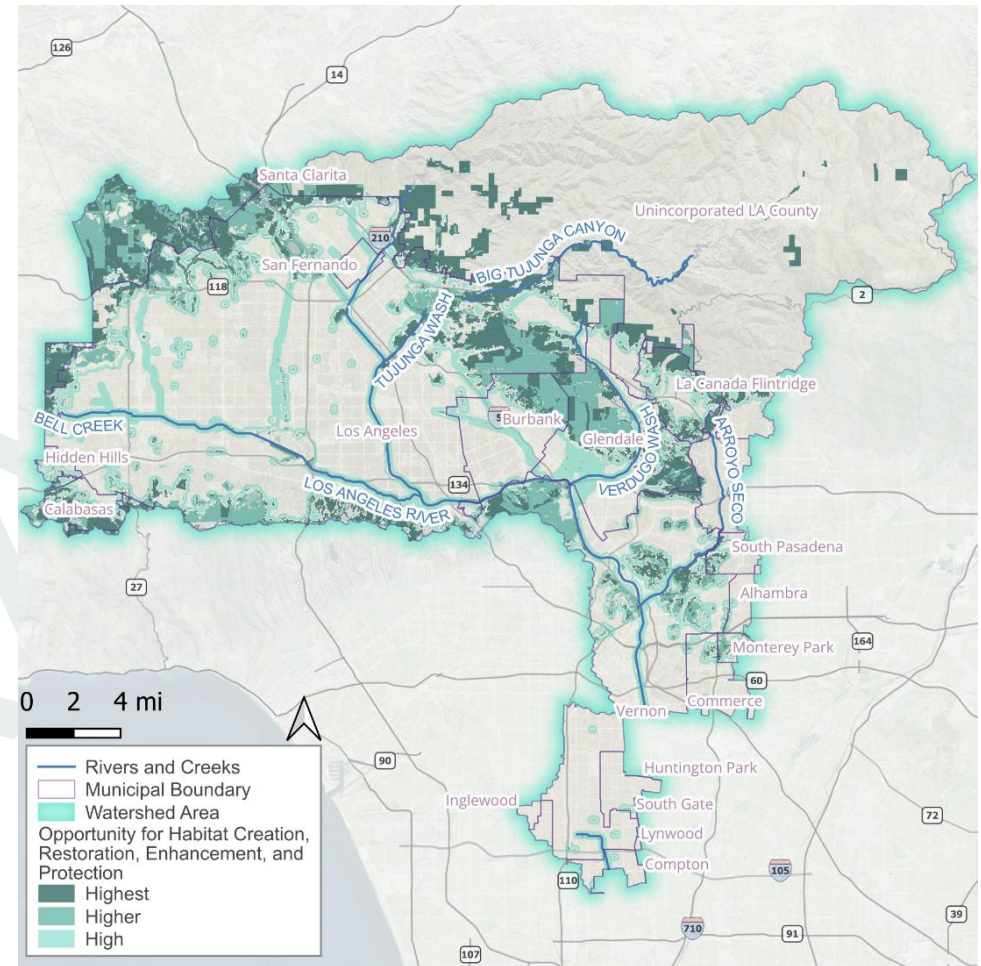 126
14
Santa Clarita
Unincorporated LA County
210
BIG TUJUNGA CANYON
San Fernando
118
2
TUJUNGA WASH
La Canada Flintridge
BELL CREEK
5
Burbank
Los Angeles
Glendale
VERDUGO WASH
ARROYO SECO
Hidden Hills
134
LOS ANGELES RIVER
Calabasas
South Pasadena
27
Alhambra
164
Monterey Park
60
0 2 4 mi
Commerce
Vernon
90
Rivers and Creeks
Municipal Boundary
Watershed Area
Opportunity for Habitat Creation,
Restoration, Enhancement, and
Protection
Highest
Higher
High
Huntington Park
Inglewood
South Gate
72
Lynwood
Compton
110
105
39
710
91
107